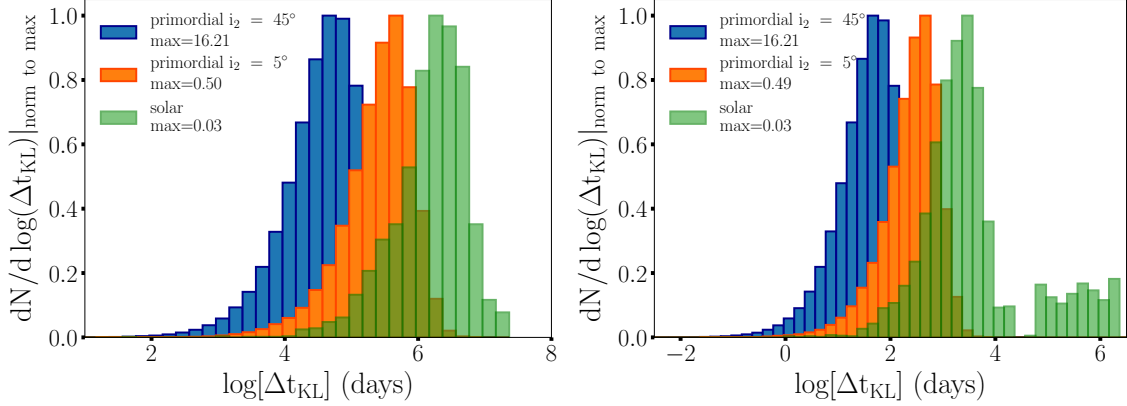 dN/d log(Δt_KL)|norm to max
1.0
0.8
0.6
0.4
0.2
0.0
primordial i₂ = 45°
max=16.21
primordial i₂ = 5°
max=0.50
solar
max=0.03
2
4
6
8
log[Δt_KL] (days)
dN/d log(Δt_KL)|norm to max
1.0
0.8
0.6
0.4
0.2
0.0
primordial i₂ = 45°
max=16.21
primordial i₂ = 5°
max=0.49
solar
max=0.03
−2
0
2
4
6
log[Δt_KL] (days)